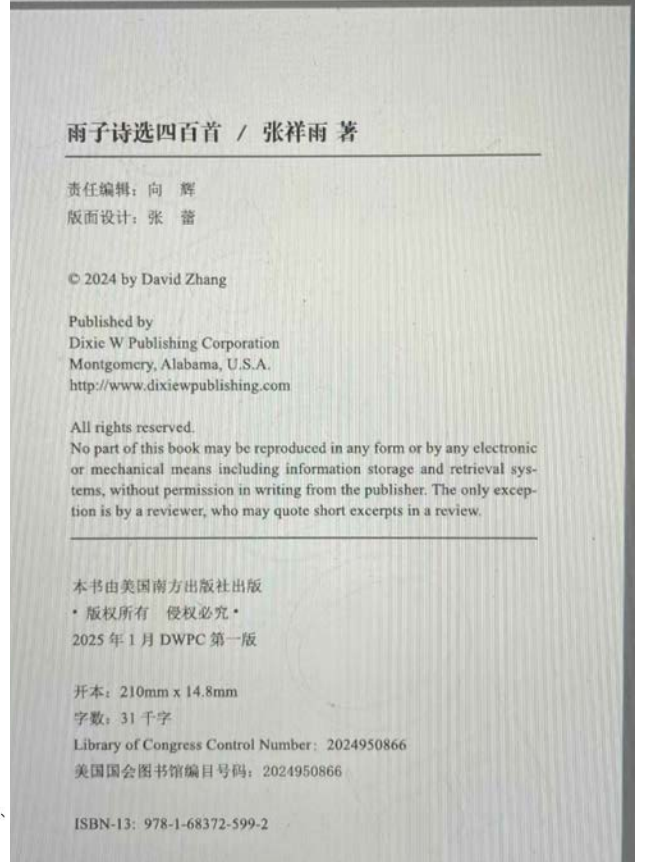 雨子诗选四百首 / 张祥雨 著
责任编辑：向 辉
版面设计：张 蕾
© 2024 by David Zhang
Published by
Dixie W Publishing Corporation
Montgomery, Alabama, U.S.A.
http://www.dixiewpublishing.com
All rights reserved.
No part of this book may be reproduced in any form or by any electronic
or mechanical means including information storage and retrieval sys-
tems, without permission in writing from the publisher. The only excep-
tion is by a reviewer, who may quote short excerpts in a review.
本书由美国南方出版社出版
• 版权所有 侵权必究 •
2025 年 1 月 DWPC 第一版
开本：210mm x 14.8mm
字数：31 千字
Library of Congress Control Number: 2024950866
美国国会图书馆编目号码：2024950866
ISBN-13: 978-1-68372-599-2
、